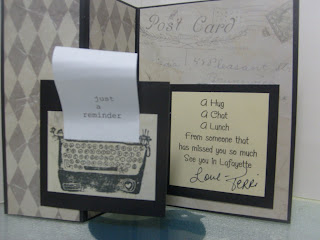 Post Card
just
a
reminder
A Hug
A Chat
A Lunch
From someone that
has missed you so much
See you in Lafayette
Love Terri